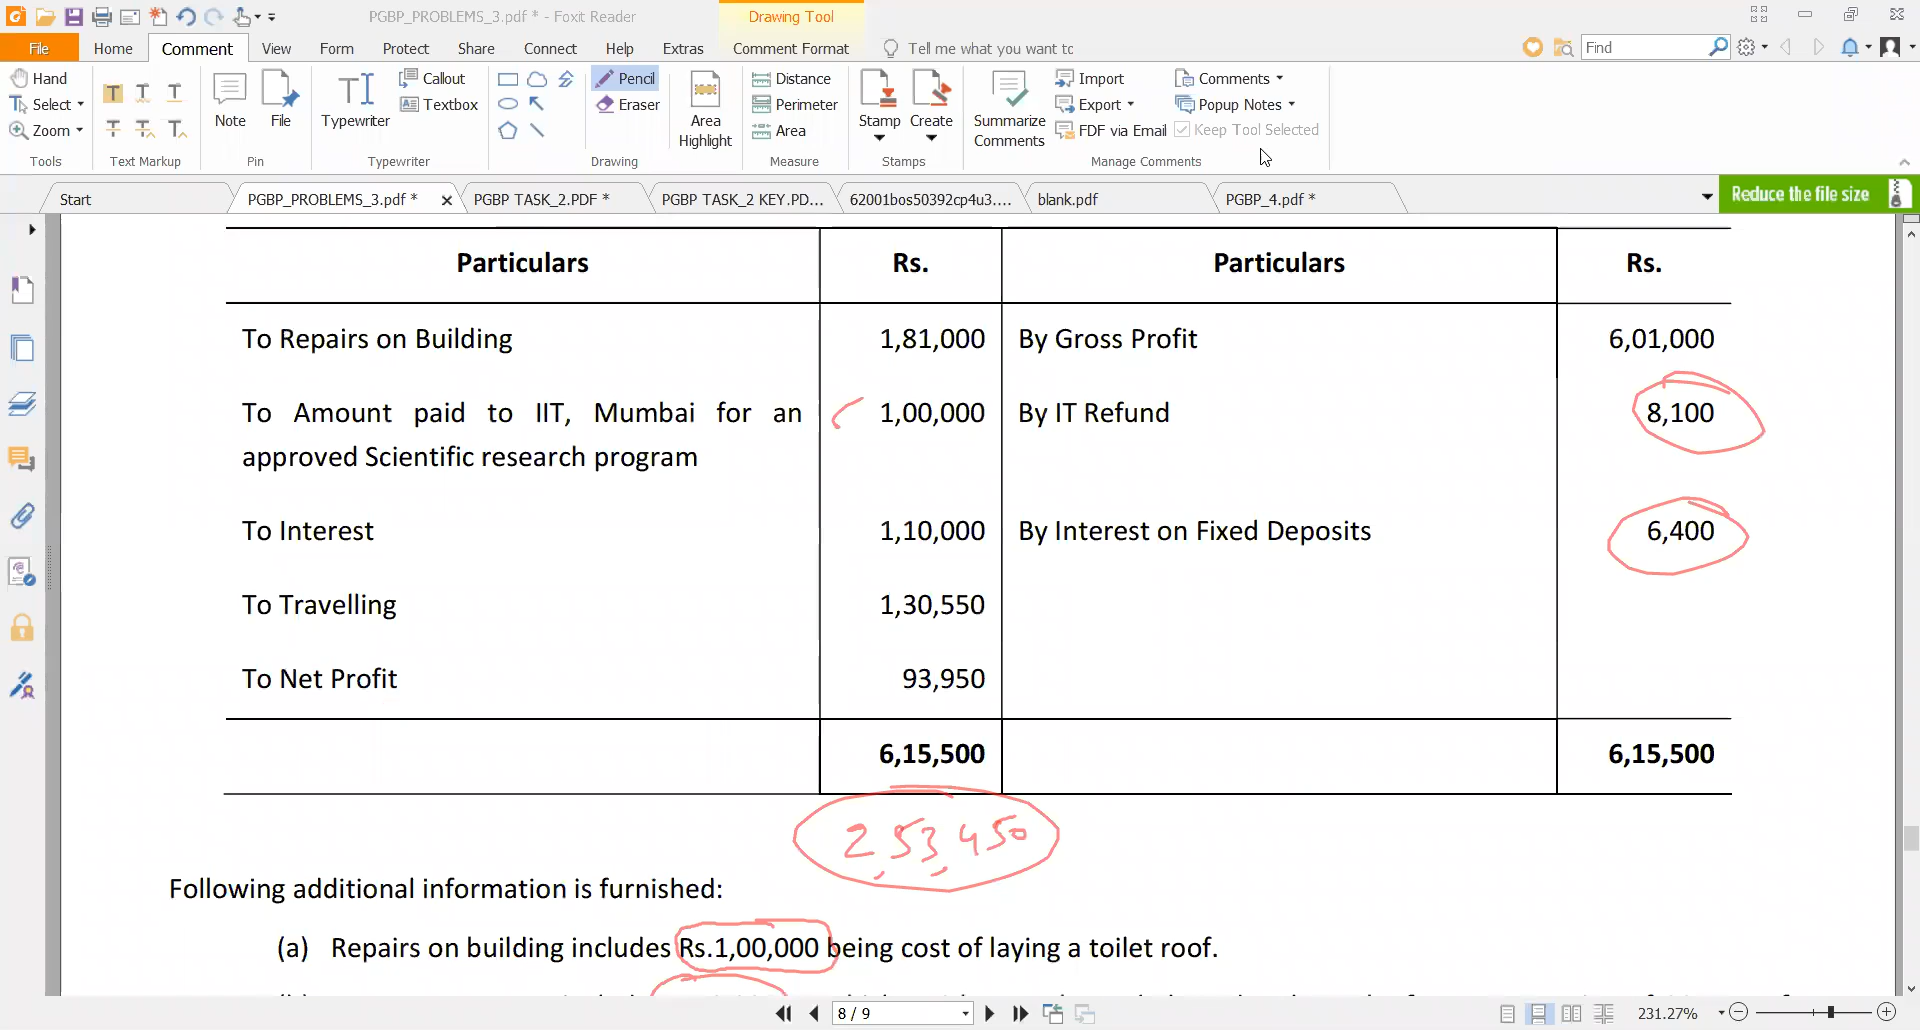 PGBP_PROBLEMS_3.pdf * - Foxit Reader
Drawing Tool
File Home Comment View Form Protect Share Connect Help Extras Comment Format Tell me what you want to Find
Hand
Select
Zoom
Tools
Text Markup
Note
File
Pin
Typewriter
Callout
Textbox
Typewriter
Pencil
Eraser
Drawing
Area
Highlight
Distance
Perimeter
Area
Measure
Stamp
Create
Stamps
Summarize
Comments
Import
Export
FDF via Email
Comments
Popup Notes
Keep Tool Selected
Manage Comments
Start PGBP_PROBLEMS_3.pdf * PGBP TASK_2.PDF * PGBP TASK_2 KEY.PD... 62001bos50392cp4u3.... blank.pdf PGBP_4.pdf * Reduce the file size
Particulars Rs. Particulars Rs.
To Repairs on Building 1,81,000 By Gross Profit 6,01,000
To Amount paid to IIT, Mumbai for an 1,00,000 By IT Refund 8,100
approved Scientific research program
To Interest 1,10,000 By Interest on Fixed Deposits 6,400
To Travelling 1,30,550
To Net Profit 93,950
6,15,500 6,15,500
2,53,450
Following additional information is furnished:
(a) Repairs on building includes Rs.1,00,000 being cost of laying a toilet roof.
8 / 9 231.27%